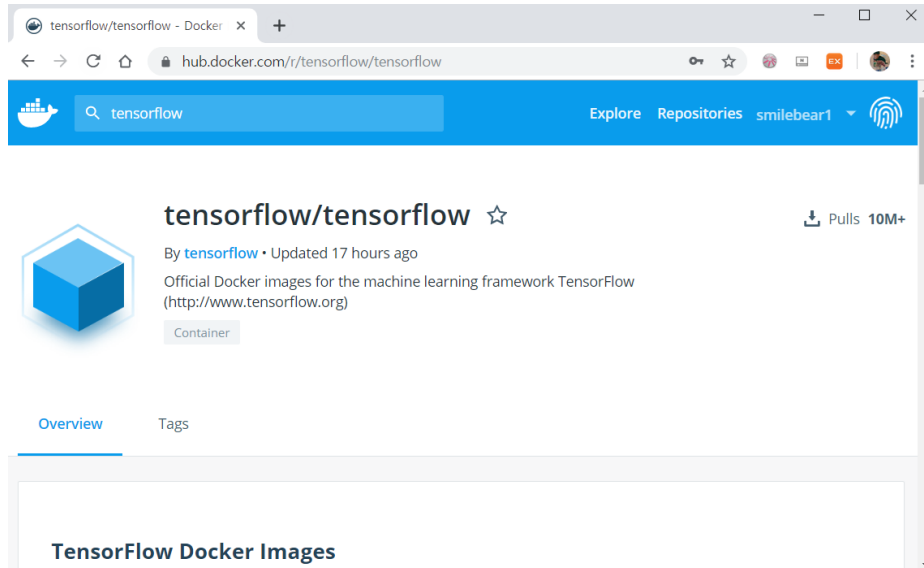 tensorflow/tensorflow - Docker
hub.docker.com/r/tensorflow/tensorflow
EX
tensorflow
Explore Repositories smilebear1
tensorflow/tensorflow
Pulls 10M+
By tensorflow • Updated 17 hours ago
Official Docker images for the machine learning framework TensorFlow
(http://www.tensorflow.org)
Container
Overview Tags
TensorFlow Docker Images